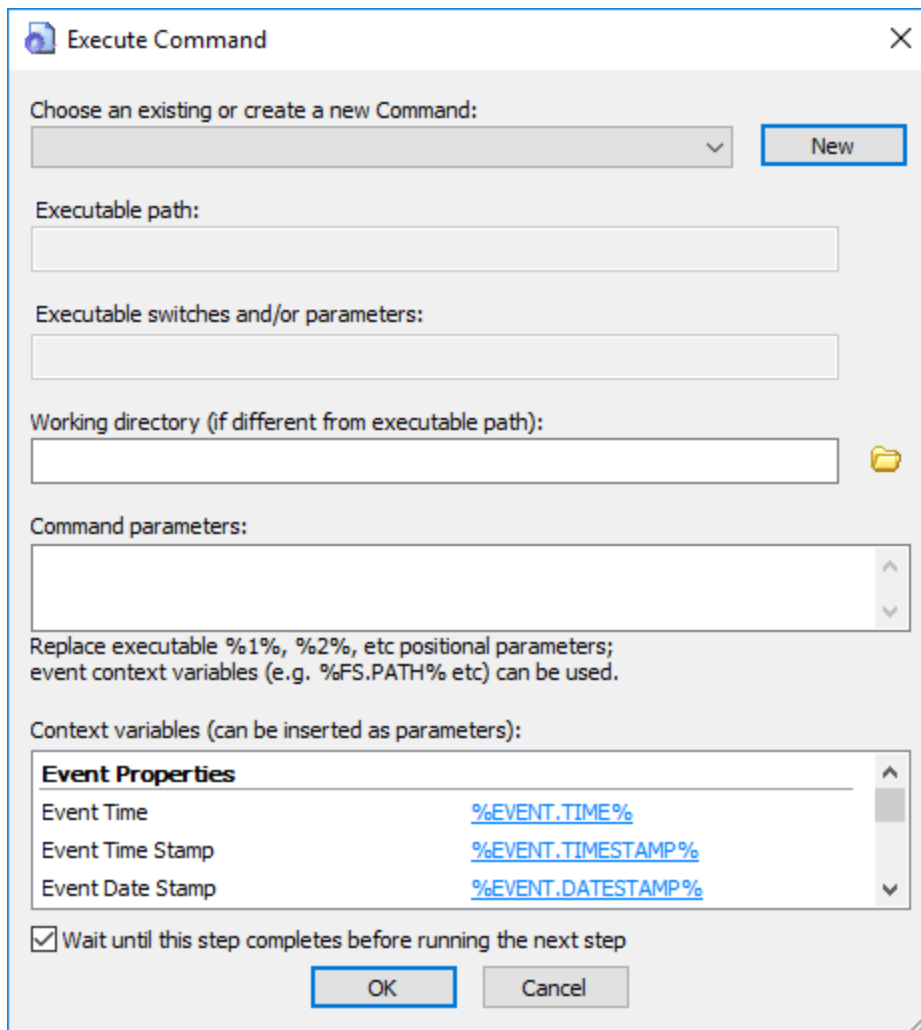 Execute Command
Choose an existing or create a new Command:
New
Executable path:
Executable switches and/or parameters:
Working directory (if different from executable path):
Command parameters:
Replace executable %1%, %2%, etc positional parameters;
event context variables (e.g. %FS.PATH% etc) can be used.
Context variables (can be inserted as parameters):
Event Properties
Event Time %EVENT.TIME%
Event Time Stamp %EVENT.TIMESTAMP%
Event Date Stamp %EVENT.DATESTAMP%
Wait until this step completes before running the next step
OK Cancel